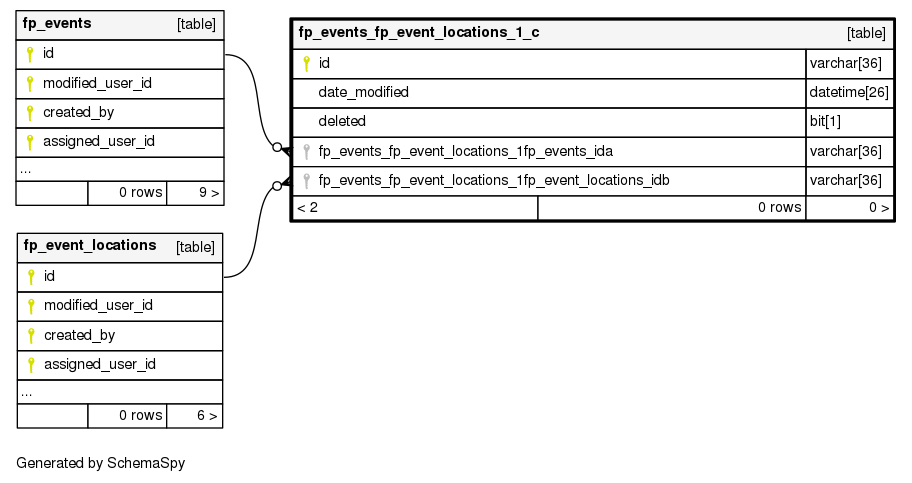 fp_events [table]
id
modified_user_id
created_by
assigned_user_id
...
0 rows 9 >
fp_event_locations [table]
id
modified_user_id
created_by
assigned_user_id
...
0 rows 6 >
fp_events_fp_event_locations_1_c [table]
id varchar[36]
date_modified datetime[26]
deleted bit[1]
fp_events_fp_event_locations_1fp_events_ida varchar[36]
fp_events_fp_event_locations_1fp_event_locations_idb varchar[36]
< 2 0 rows 0 >
Generated by SchemaSpy